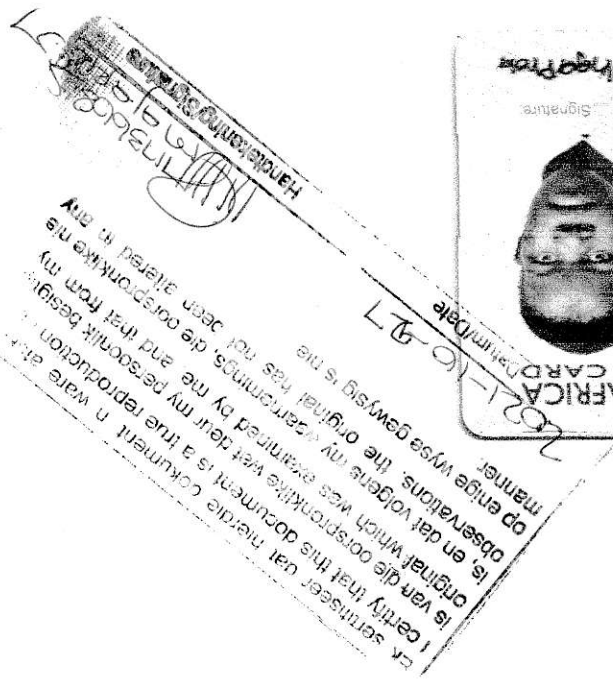 FRICA
CARD
Signature
Ek sertifiseer dat hierdie dokument n ware
I certify that this document is a true reproduction
is van die oorspronklike wat deur my persoonlik
original which was examined by me and that from my
is, en dat volgens my waarnemings, die oorspronklike nie
observations, the original has not been altered in any
op enige wyse gewysig is nie
manner.
2021-10-27
Datum/Date
Handtekening/Signature